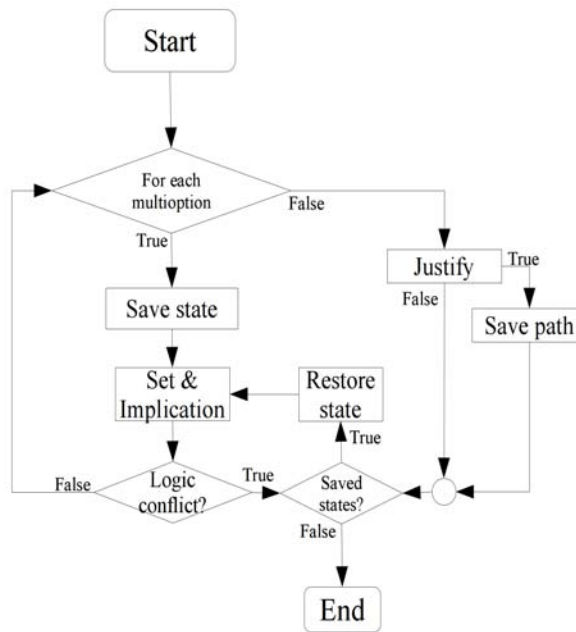 Start
For each
multioption
False
True
Justify
True
False
Save state
Save path
Set &
Implication
Restore
state
True
False
Logic
conflict?
True
Saved
states?
False
End